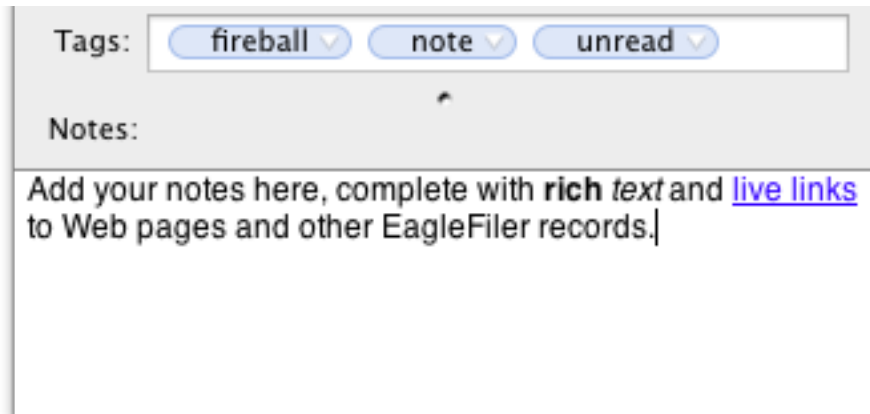 Tags: fireball note unread
Notes:
Add your notes here, complete with rich text and live links
to Web pages and other EagleFiler records.